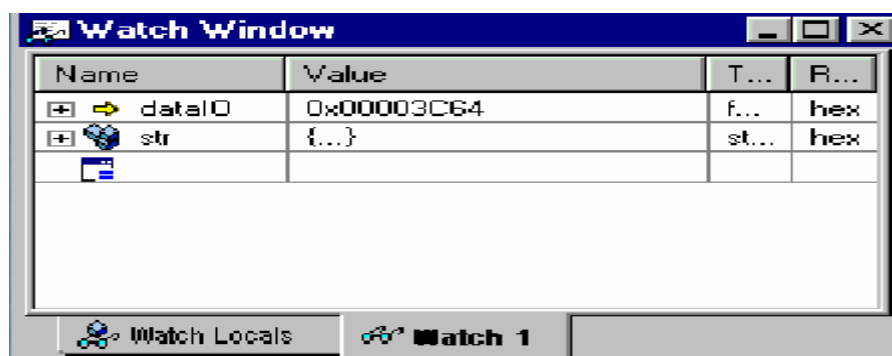 Watch Window
Name Value T... R...
dataIO 0x00003C64 f... hex
str {...} st... hex
Watch Locals Watch 1